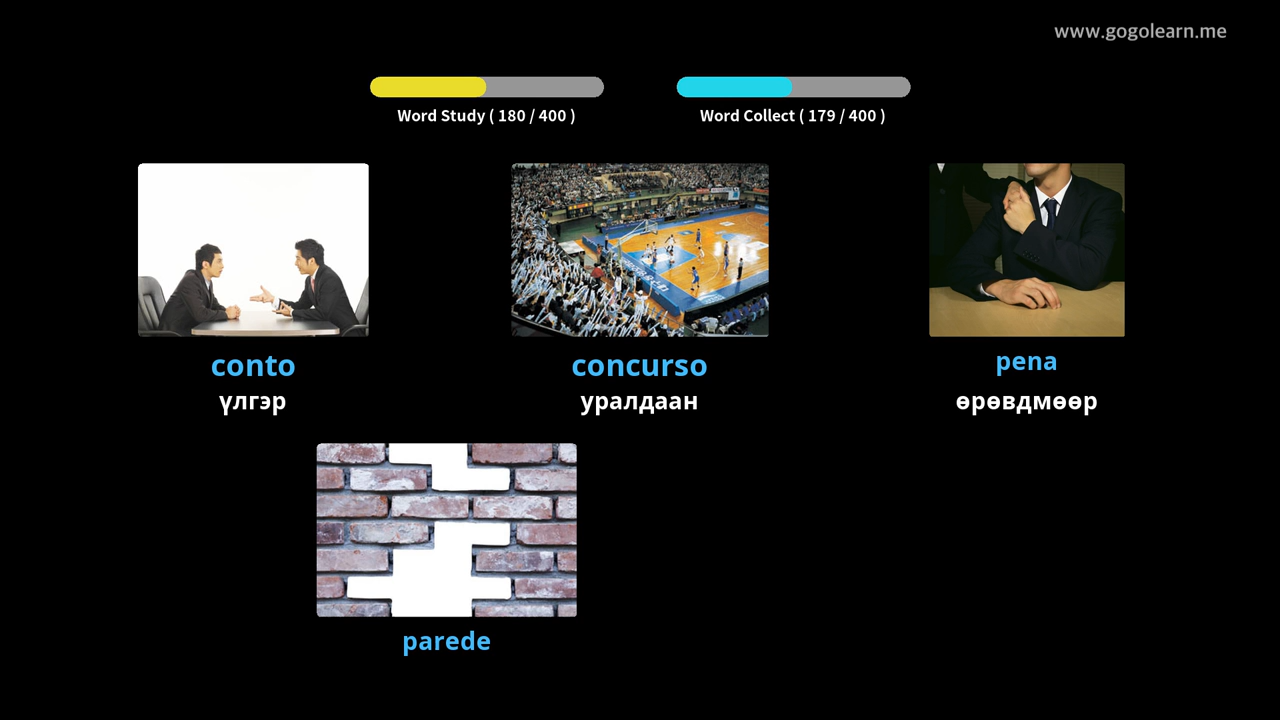 www.gogolearn.me
Word Study ( 180 / 400 )
Word Collect ( 179 / 400 )
conto
үлгэр
concurso
уралдаан
pena
өрөвдмөөр
parede